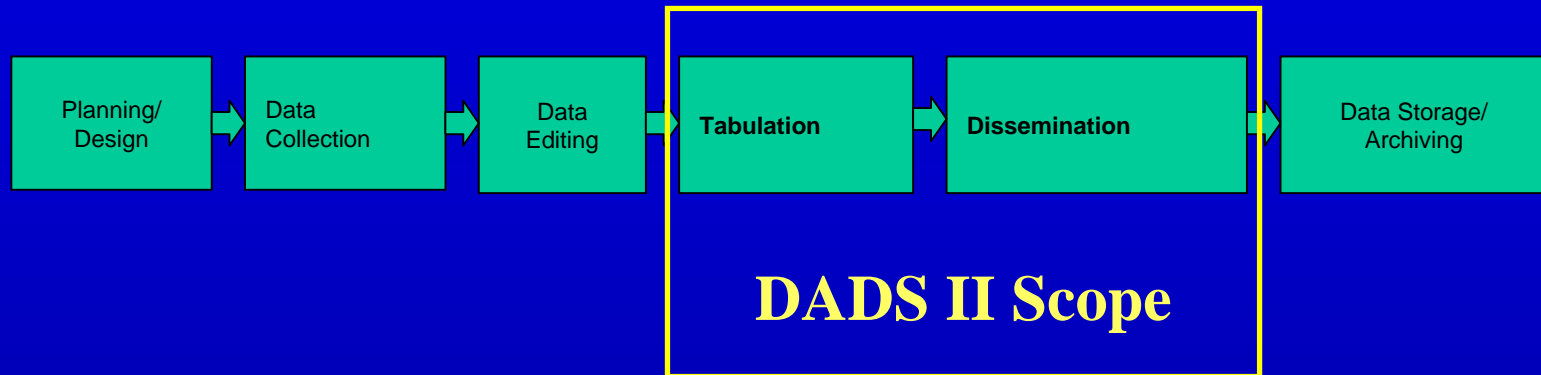 Planning/
Design
Data
Collection
Data
Editing
Tabulation
Dissemination
Data Storage/
Archiving
DADS II Scope